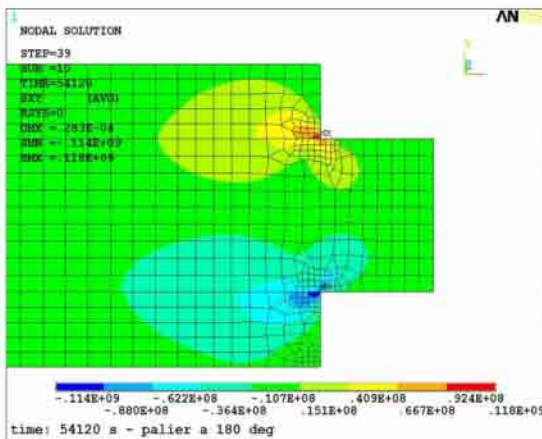 1
AN
NODAL SOLUTION
STEP=39
SUB =10
TIME=54120
SXY (AVG)
RSYS=0
DMX =.283E-04
SMN =-.114E+09
SMX =.118E+09
-.114E+09 -.622E+08 -.107E+08 .409E+08 .924E+08
-.880E+08 -.364E+08 .151E+08 .667E+08 .118E+09
time: 54120 s - palier a 180 deg